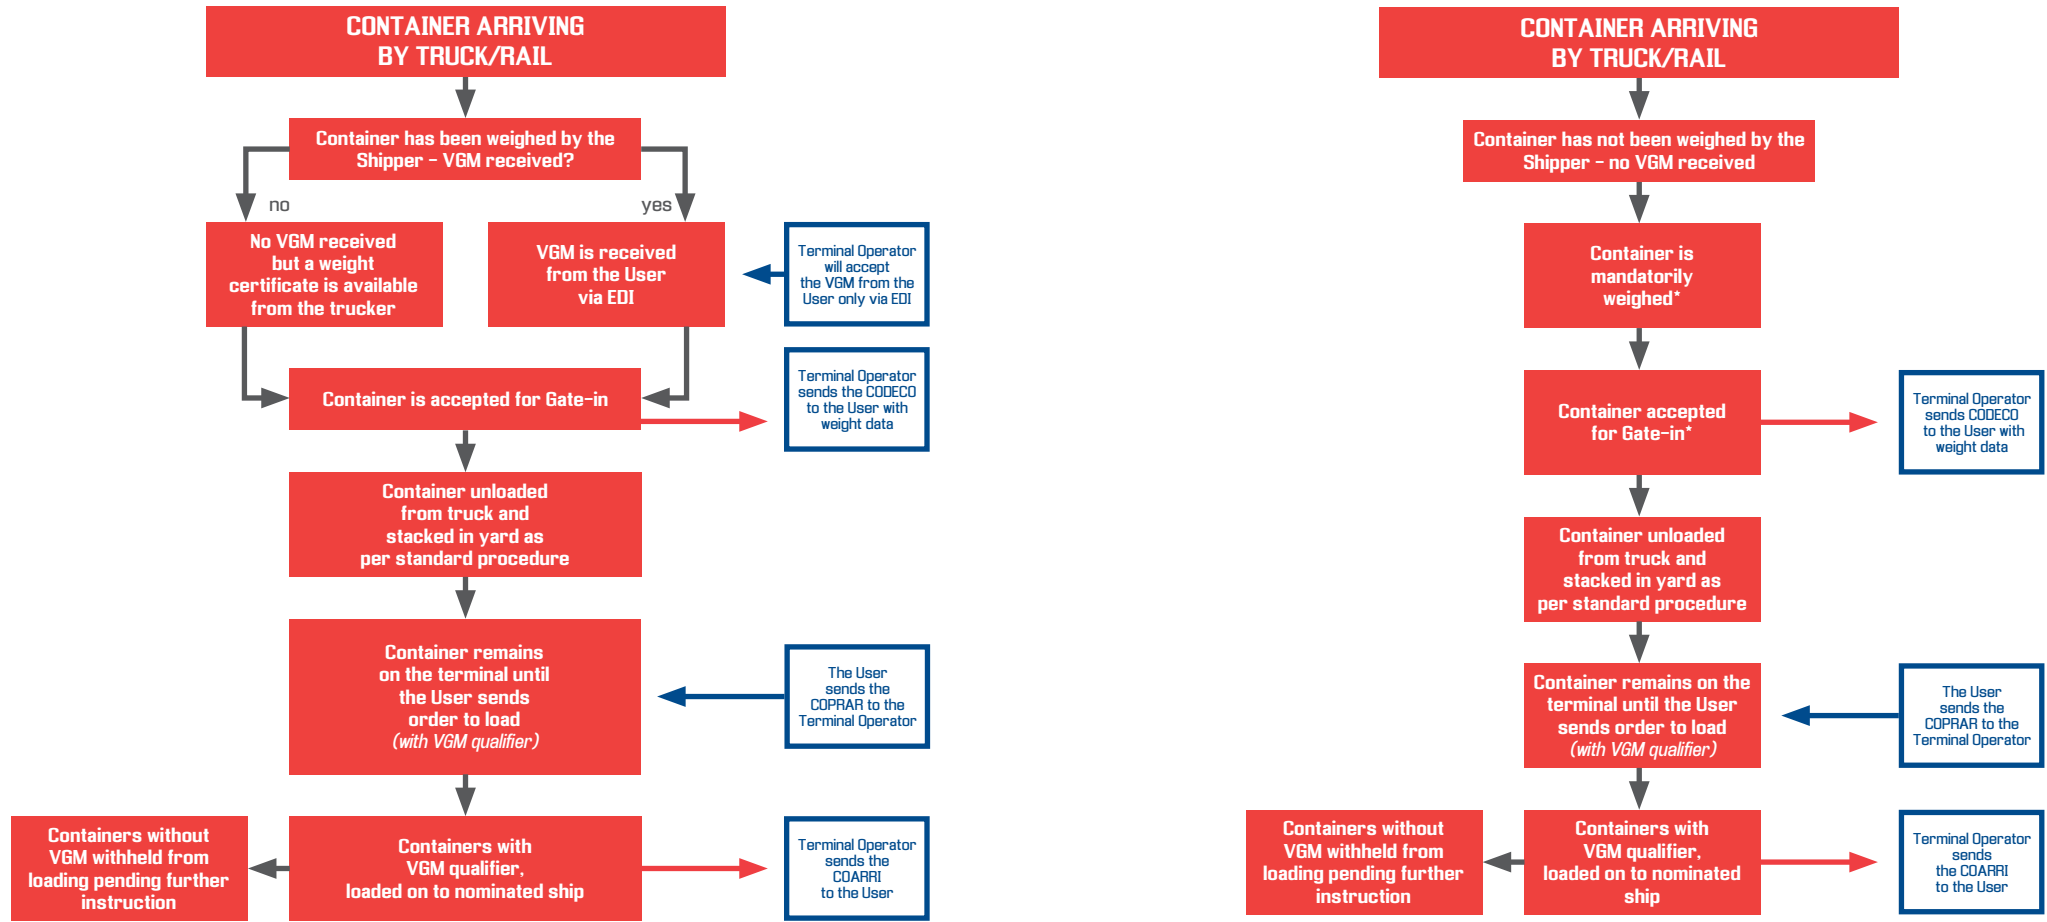 CONTAINER ARRIVING
BY TRUCK/RAIL
Container has been weighed by the
Shipper – VGM received?
no
yes
No VGM received
but a weight
certificate is available
from the trucker
VGM is received
from the User
via EDI
Terminal Operator
will accept
the VGM from the
User only via EDI
Container is accepted for Gate-in
Terminal Operator
sends the CODECO
to the User with
weight data
Container unloaded
from truck and
stacked in yard as
per standard procedure
Container remains
on the terminal until
the User sends
order to load
(with VGM qualifier)
The User
sends the
COPRAR to the
Terminal Operator
Containers without
VGM withheld from
loading pending further
instruction
Containers with
VGM qualifier,
loaded on to nominated ship
Terminal Operator
sends the
COARRI
to the User
CONTAINER ARRIVING
BY TRUCK/RAIL
Container has not been weighed by the
Shipper – no VGM received
Container is
mandatorily
weighed*
Container accepted
for Gate-in*
Terminal Operator
sends CODECO
to the User with
weight data
Container unloaded
from truck and
stacked in yard as
per standard procedure
Container remains on the
terminal until the User
sends order to load
(with VGM qualifier)
The User
sends the
COPRAR to the
Terminal Operator
Containers without
VGM withheld from
loading pending further
instruction
Containers with
VGM qualifier,
loaded on to nominated
ship
Terminal Operator
sends
the COARRI
to the User